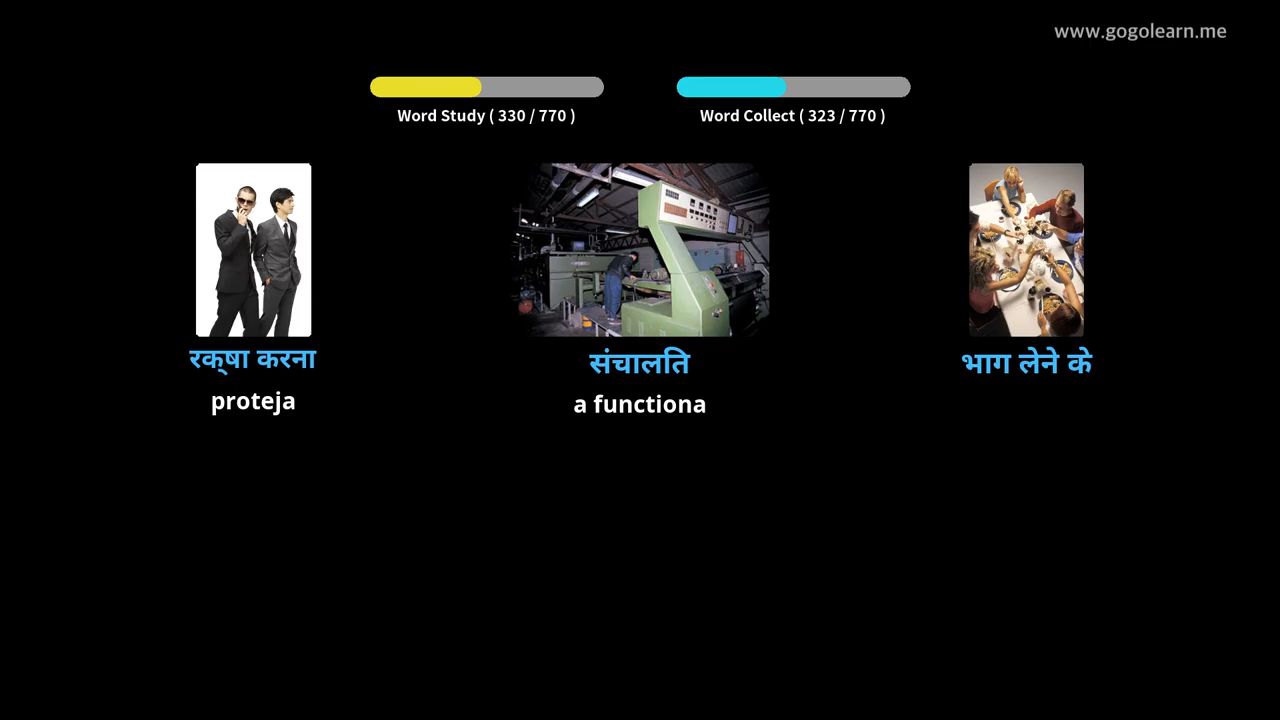 www.gogolearn.me
Word Study ( 330 / 770 )
Word Collect ( 323 / 770 )
रक्षा करना
proteja
संचालति
a functiona
भाग लेने के